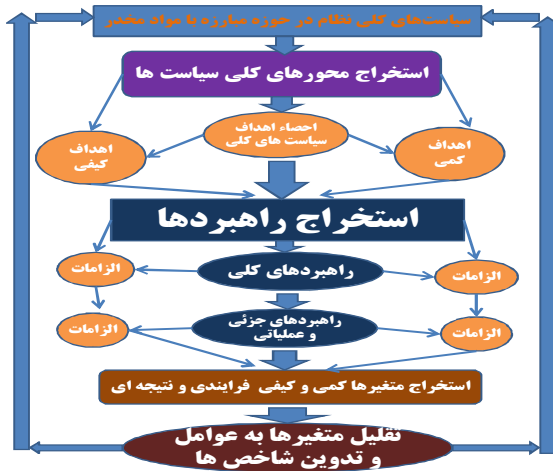 سیاست‌های کلی نظام در حوزه مبارزه با مواد مخدر
استخراج محورهای کلی سیاست ها
احصاء اهداف
سیاست های کلی
اهداف
کمی
اهداف
کیفی
استخراج راهبردها
راهبردهای کلی
الزامات
الزامات
راهبردهای جزئی
و عملیاتی
الزامات
الزامات
استخراج متغیرها کمی و کیفی فرایندی و نتیجه ای
تقلیل متغیرها به عوامل
و تدوین شاخص ها